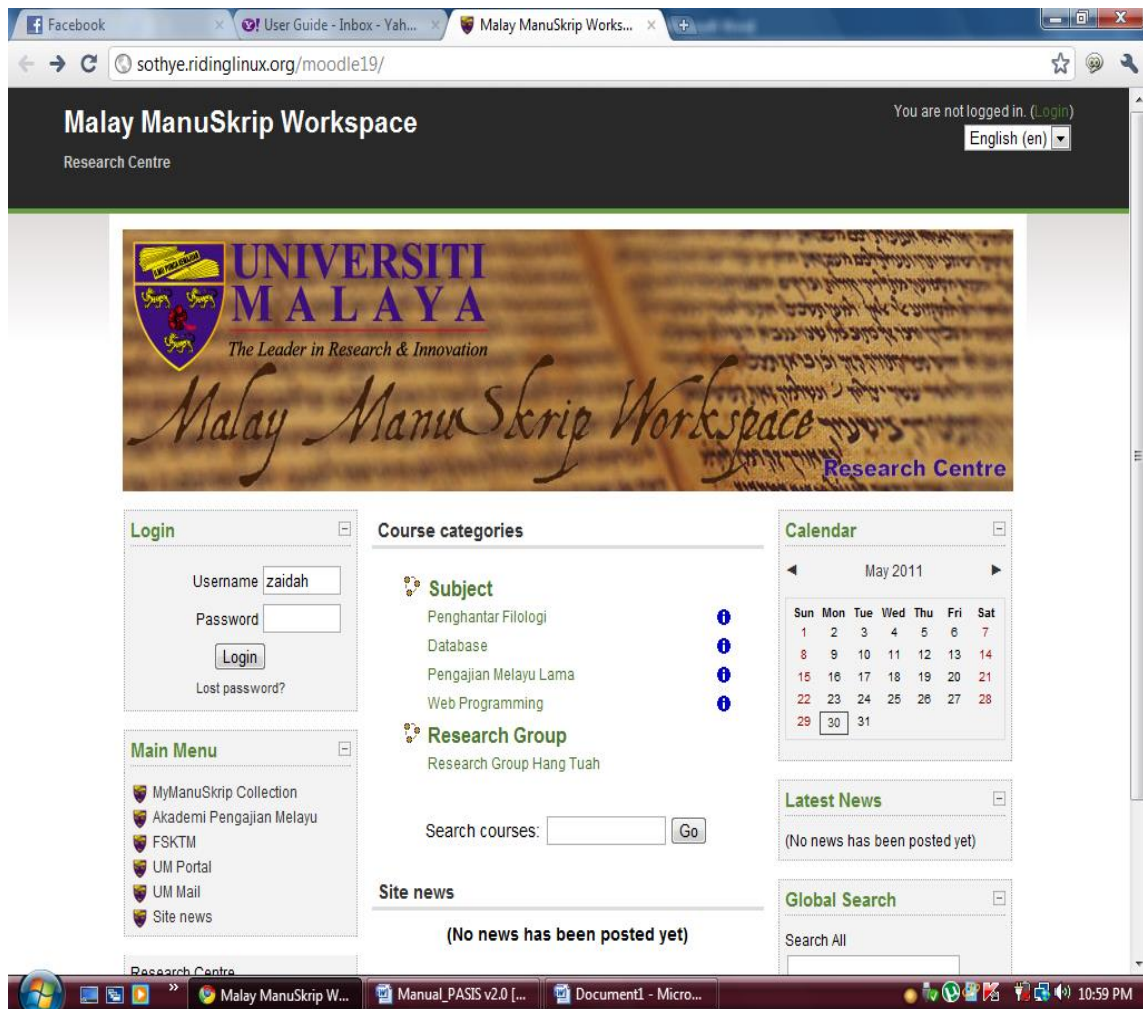 Facebook
User Guide - Inbox - Yah...
Malay ManuSkrip Works...
sothye.ridinglinux.org/moodle19/
Malay ManuSkrip Workspace
Research Centre
You are not logged in. (Login)
English (en)
UNIVERSITI
MALAYA
The Leader in Research & Innovation
Malay ManuSkrip Workspace
Research Centre
Login
Username zaidah
Password
Login
Lost password?
Main Menu
MyManuSkrip Collection
Akademi Pengajian Melayu
FSKTM
UM Portal
UM Mail
Site news
Research Centre
Course categories
Subject
Penghantar Filologi
Database
Pengajian Melayu Lama
Web Programming
Research Group
Research Group Hang Tuah
Search courses: Go
Site news
(No news has been posted yet)
Calendar
May 2011
Sun Mon Tue Wed Thu Fri Sat
1 2 3 4 5 6 7
8 9 10 11 12 13 14
15 16 17 18 19 20 21
22 23 24 25 26 27 28
29 30 31
Latest News
(No news has been posted yet)
Global Search
Search All
Malay ManuSkrip W...
Manual_PASIS v2.0 [...
Document1 - Micro...
10:59 PM